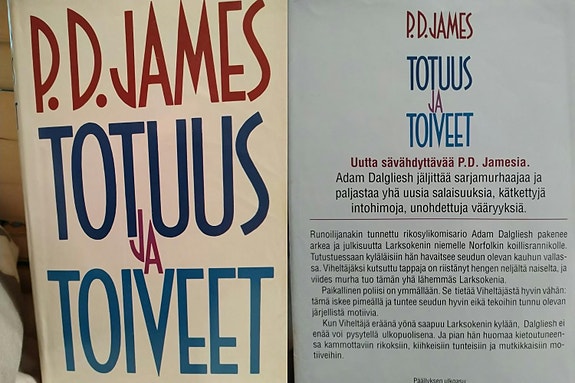 P.D.JAMES
TOTUUS
JA
TOIVEET
P.D.JAMES
TOTUUS
JA
TOIVEET
Uutta sävähdyttävää P.D. Jamesia.
Adam Dalgliesh jäljittää sarjamurhaajaa ja
paljastaa yhä uusia salaisuuksia, kätkettyjä
intohimoja, unohdettuja vääryyksiä.
Runoilijanakin tunnettu rikosylikomisario Adam Dalgliesh pakenee
arkea ja julkisuutta Larksokenin niemelle Norfolkin koillisrannikolle.
Tutustuessaan kyläläisiin hän havaitsee seudun olevan kauhun vallas-
sa. Viheltäjäksi kutsuttu tappaja on riistänyt hengen neljältä naiselta, ja
viides murha tuo tämän yhä lähemmäs Larksokenia.
Paikallinen poliisi on ymmällään. Se tietää Viheltäjästä hyvin vähän:
tämä iskee pimeällä ja tuntee seudun hyvin eikä tekoihin tunnu olevan
järjellistä motiivia.
Kun Viheltäjä eräänä yönä saapuu Larksokenin kylään, Dalgliesh ei
enää voi pysytellä ulkopuolisena. Ja pian hän huomaa kietoutuneen-
sa kammottaviin rikoksiin, kiihkeisiin tunteisiin ja mutkikkaisiin mo-
tiiveihin.
Päällyksen ulkoasu